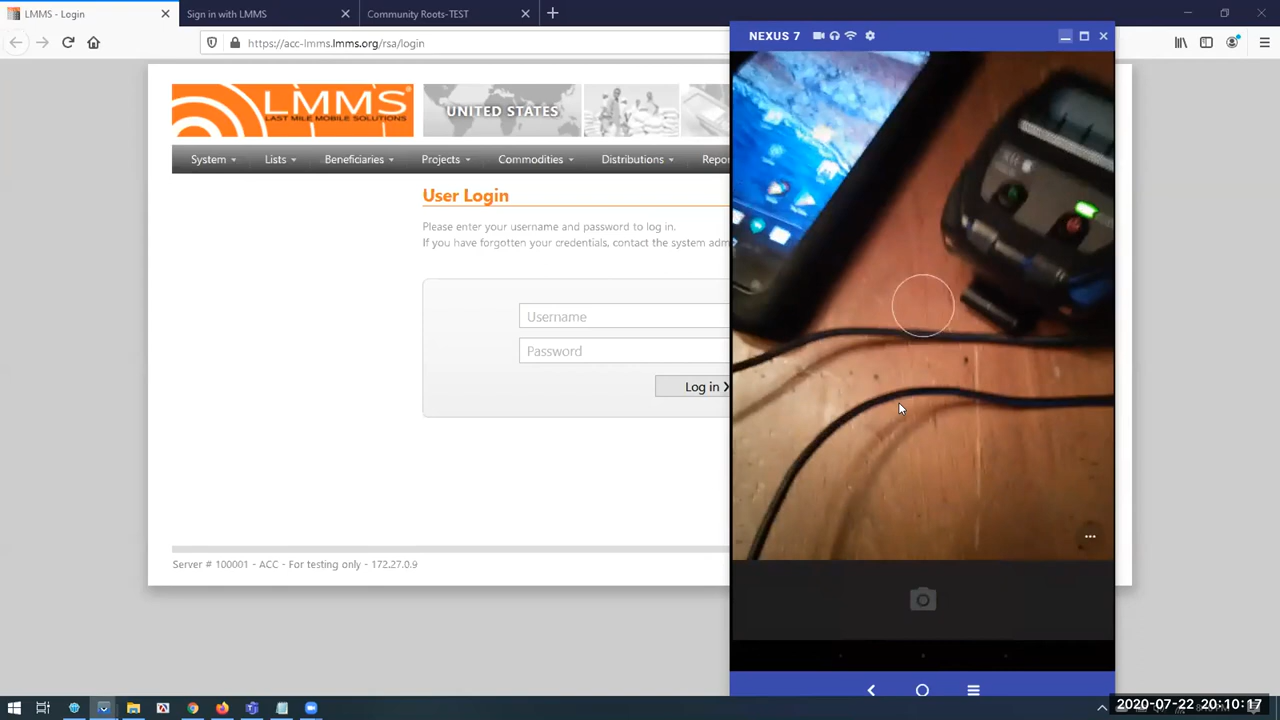 LMMS - Login
Sign in with LMMS
Community Roots-TEST
https://acc-lmms.lmms.org/rsa/login
LMMS®
LAST MILE MOBILE SOLUTIONS
UNITED STATES
System
Lists
Beneficiaries
Projects
Commodities
Distributions
Repor
User Login
Please enter your username and password to log in.
If you have forgotten your credentials, contact the system adm
Username
Password
Log in
Server # 100001 - ACC - For testing only - 172.27.0.9
NEXUS 7
2020-07-22 20:10:17